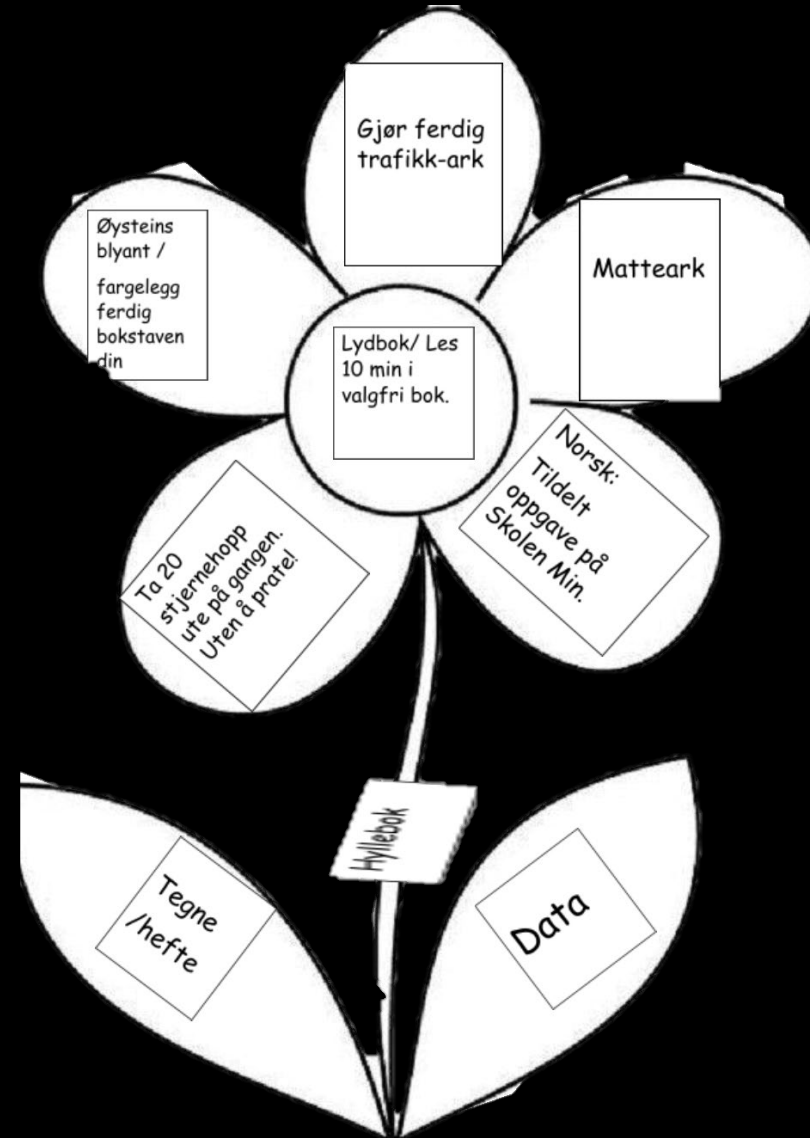 Gjør ferdig
trafikk-ark
Øysteins
blyant /
fargelegg
ferdig
bokstaven
din
Matteark
Lydbok/ Les
10 min i
valgfri bok.
Ta 20
stjernehopp
ute på gangen.
Uten å prate!
Norsk:
Tildelt
oppgave på
Skolen Min.
Hyllebok
Tegne
/hefte
Data